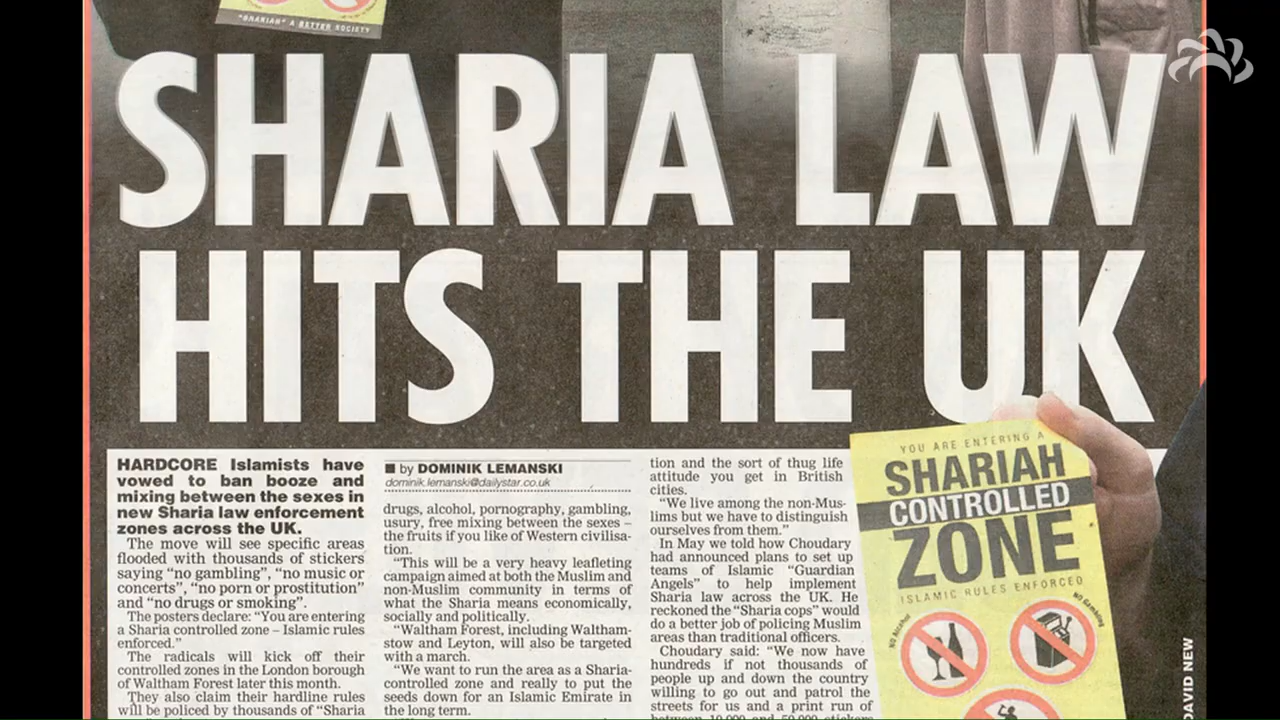 "SHARIAH" A BETTER SOCIETY
SHARIA LAW
HITS THE UK
HARDCORE Islamists have
vowed to ban booze and
mixing between the sexes in
new Sharia law enforcement
zones across the UK.
The move will see specific areas
flooded with thousands of stickers
saying “no gambling”, “no music or
concerts”, “no porn or prostitution”
and “no drugs or smoking”.
The posters declare: “You are entering
a Sharia controlled zone – Islamic rules
enforced.”
The radicals will kick off their
controlled zones in the London borough
of Waltham Forest later this month.
They also claim their hardline rules
will be policed by thousands of “Sharia
■ by DOMINIK LEMANSKI
dominik.lemanski@dailystar.co.uk
drugs, alcohol, pornography, gambling,
usury, free mixing between the sexes –
the fruits if you like of Western civilisa-
tion.
“This will be a very heavy leafleting
campaign aimed at both the Muslim and
non-Muslim community in terms of
what the Sharia means economically,
socially and politically.
“Waltham Forest, including Waltham-
stow and Leyton, will also be targeted
with a march.
“We want to run the area as a Sharia-
controlled zone and really to put the
seeds down for an Islamic Emirate in
the long term.
tion and the sort of thug life
attitude you get in British
cities.
“We live among the non-Mus-
lims but we have to distinguish
ourselves from them.”
In May we told how Choudary
had announced plans to set up
teams of Islamic “Guardian
Angels” to help implement
Sharia law across the UK. He
reckoned the “Sharia cops” would
do a better job of policing Muslim
areas than traditional officers.
Choudary said: “We now have
hundreds if not thousands of
people up and down the country
willing to go out and patrol the
streets for us and a print run of
between 10,000 and 50,000 stickers
YOU ARE ENTERING A
SHARIAH
CONTROLLED
ZONE
ISLAMIC RULES ENFORCED
NO Alcohol
NO Gambling
DAVID NEW